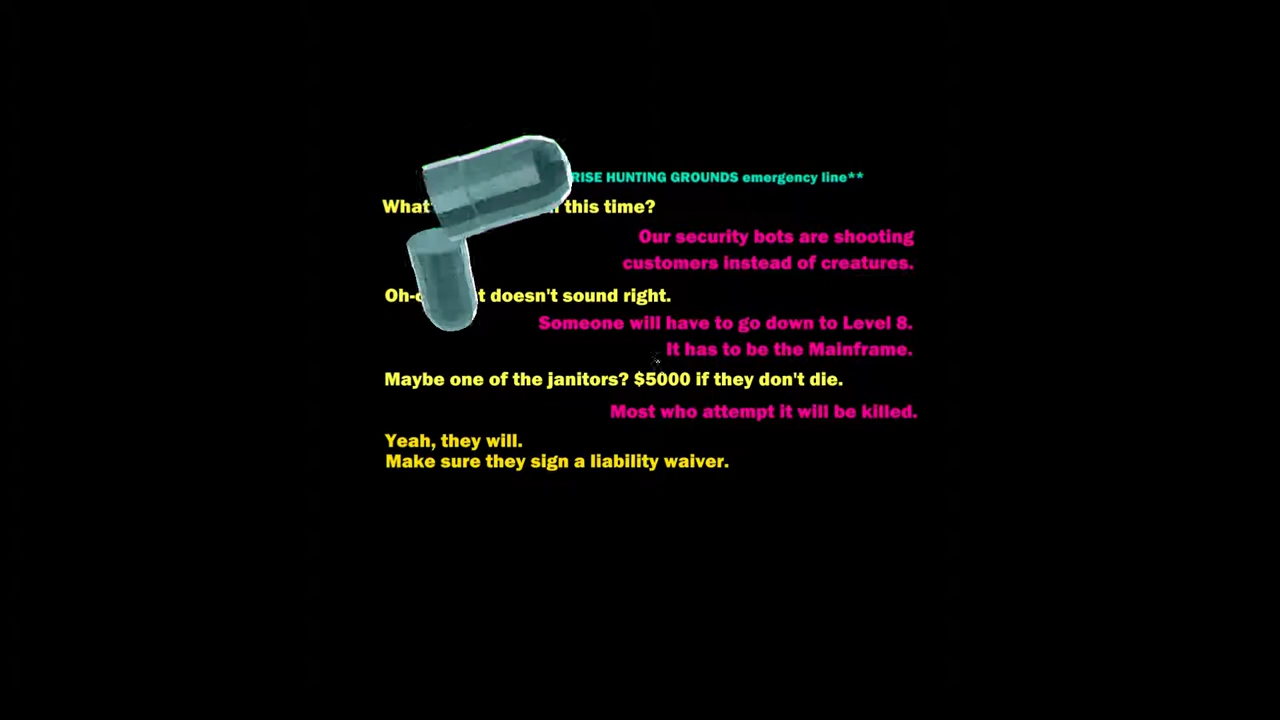 RISE HUNTING GROUNDS emergency line**
this time?
Our security bots are shooting
customers instead of creatures.
doesn't sound right.
Someone will have to go down to Level 8.
It has to be the Mainframe.
Maybe one of the janitors? $5000 if they don't die.
Most who attempt it will be killed.
Yeah, they will.
Make sure they sign a liability waiver.